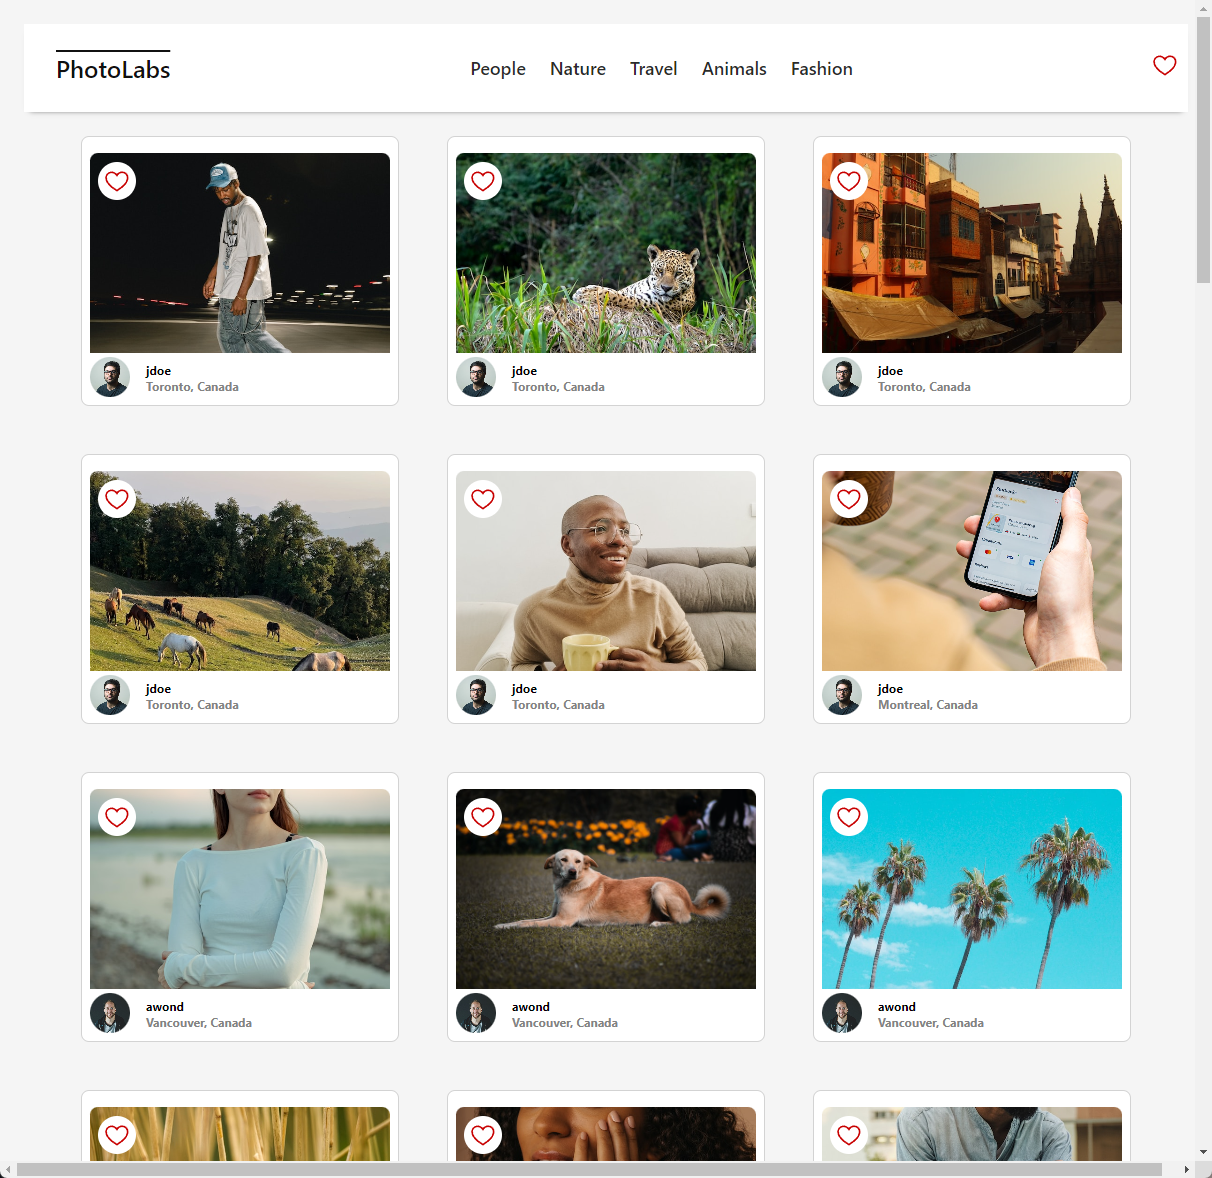 PhotoLabs
People Nature Travel Animals Fashion
jdoe
Toronto, Canada
jdoe
Toronto, Canada
jdoe
Toronto, Canada
jdoe
Toronto, Canada
jdoe
Toronto, Canada
jdoe
Montreal, Canada
awond
Vancouver, Canada
awond
Vancouver, Canada
awond
Vancouver, Canada